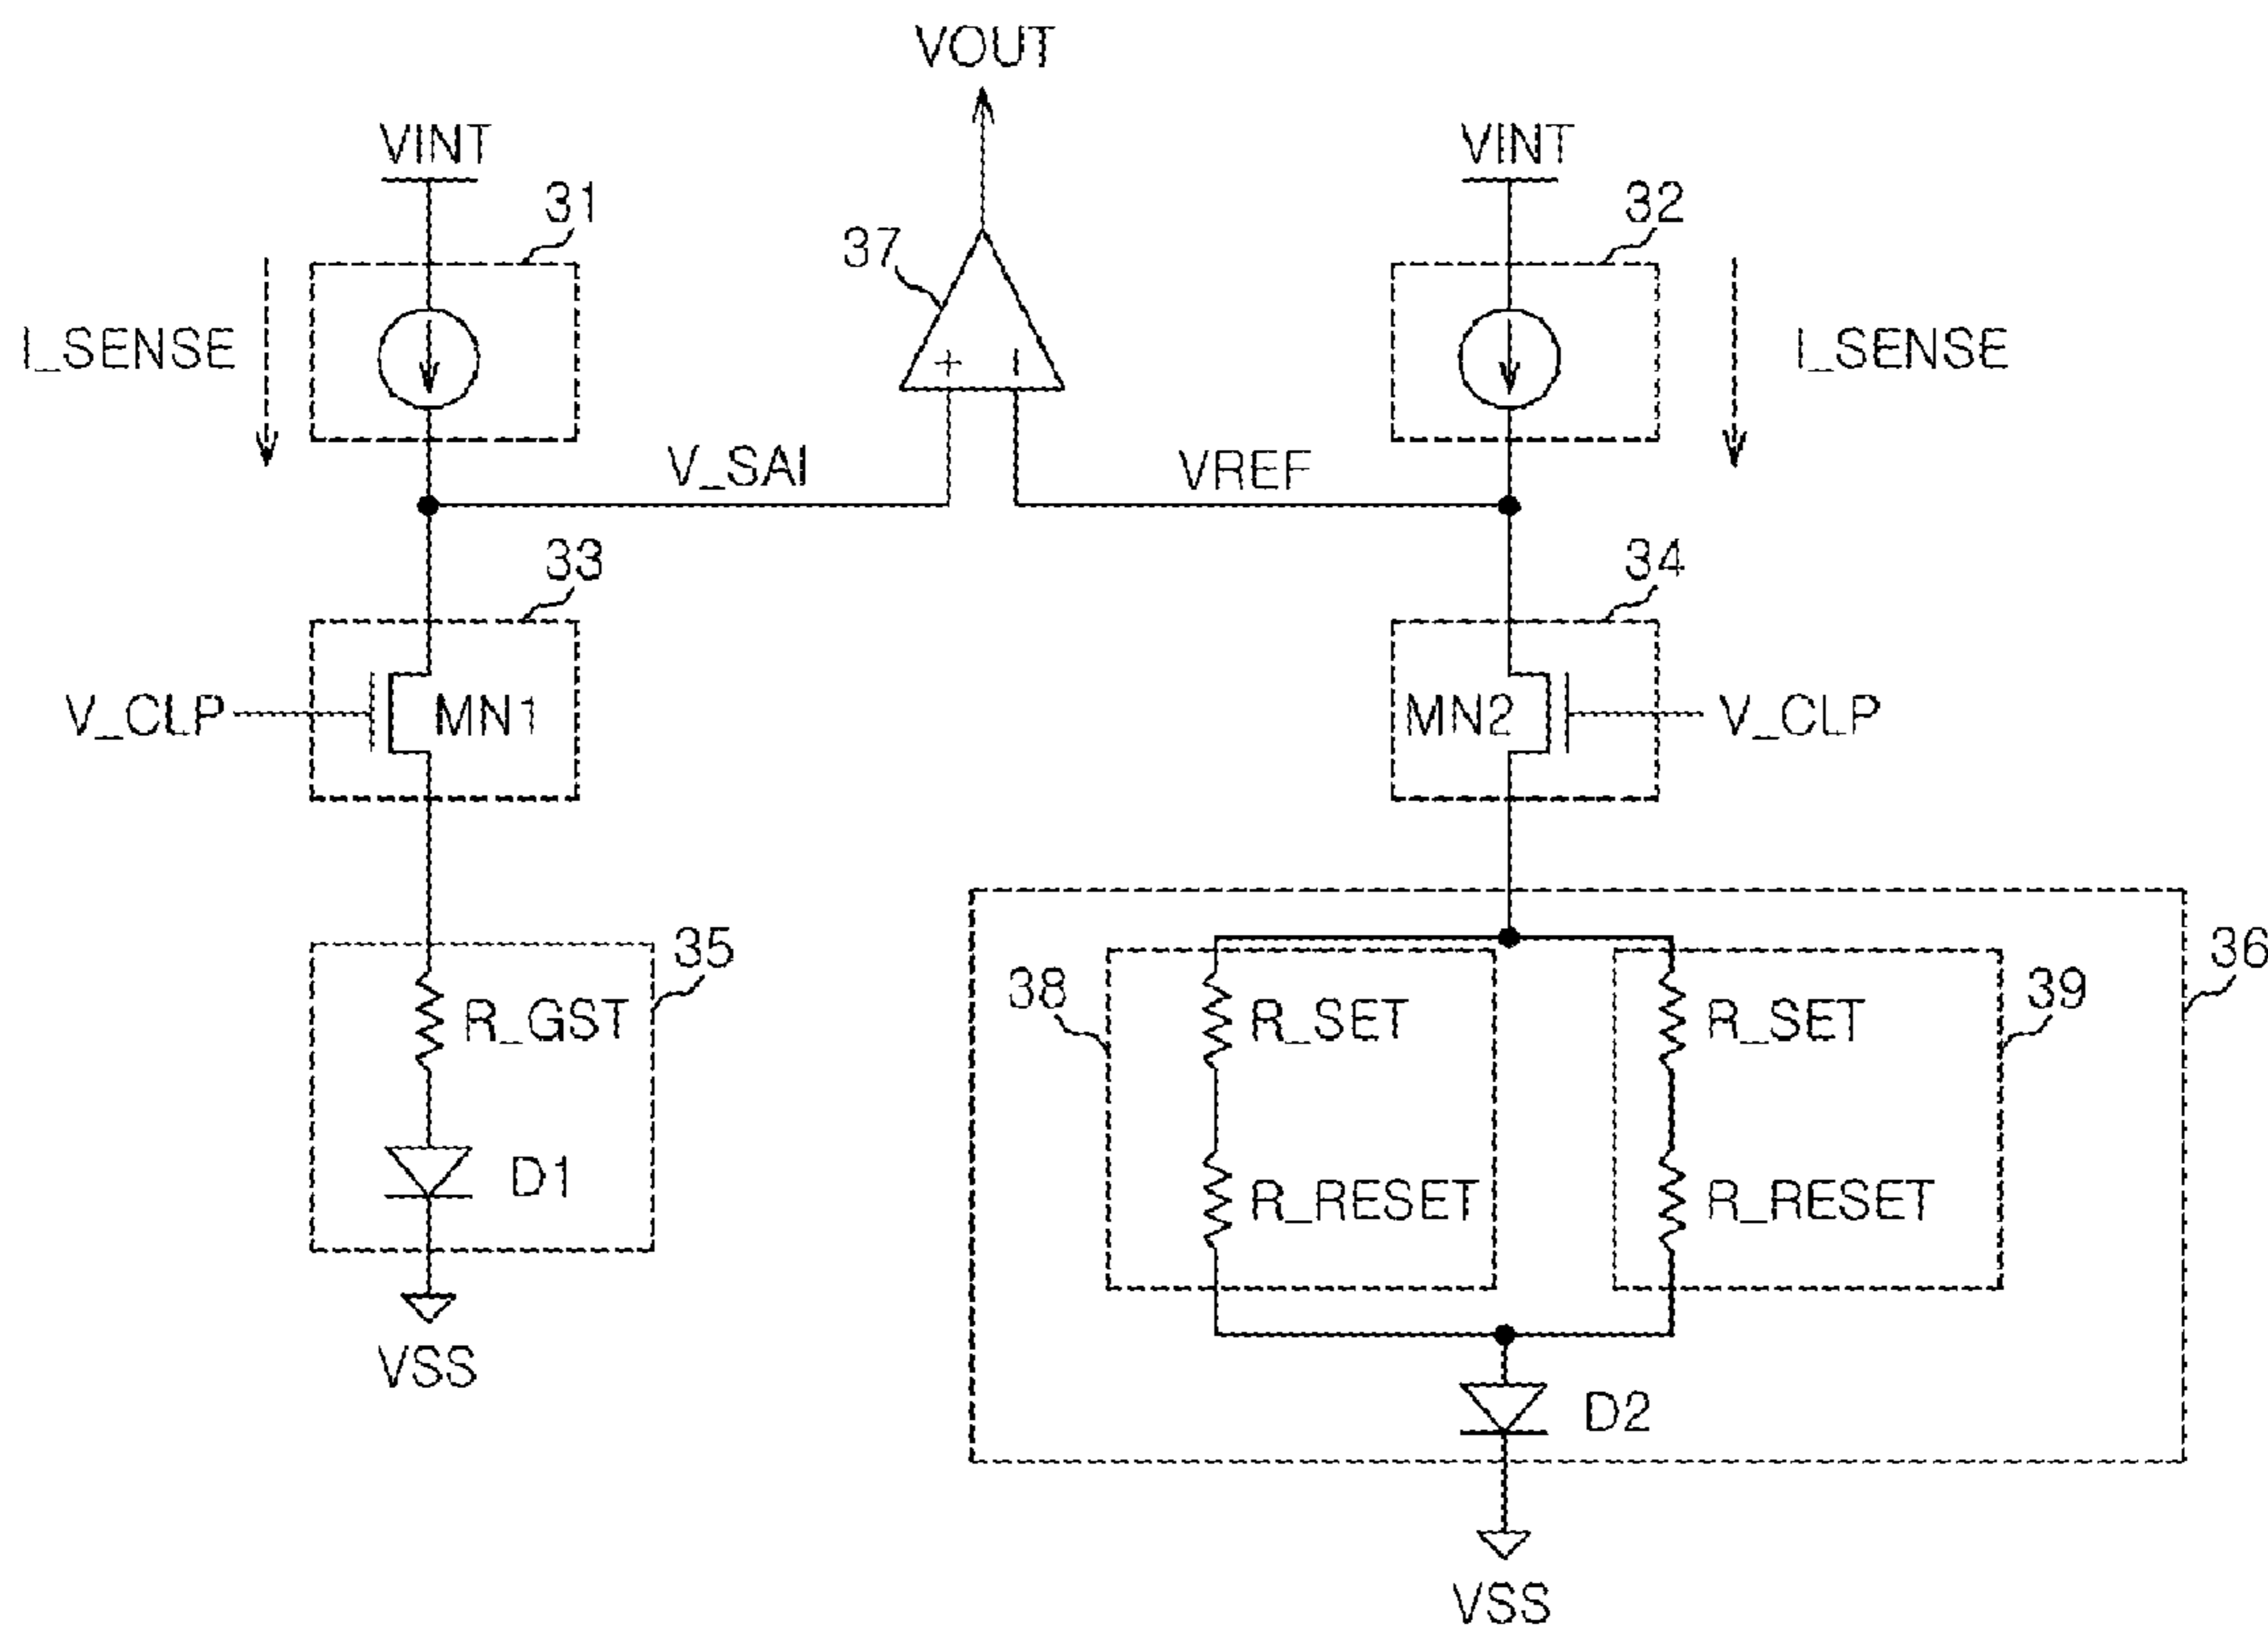 VOUT
VINT
VINT
31
32
37
I_SENSE
I_SENSE
+
−
V_SAI
VREF
33
34
V_CLP
MN1
MN2
V_CLP
35
36
38
39
R_GST
R_SET
R_SET
D1
R_RESET
R_RESET
VSS
D2
VSS